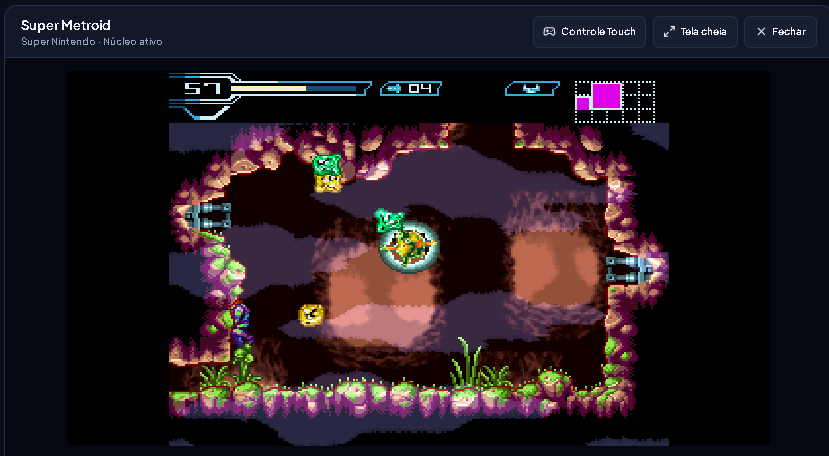 Super Metroid
Super Nintendo · Núcleo ativo
Controle Touch
Tela cheia
Fechar
57
04